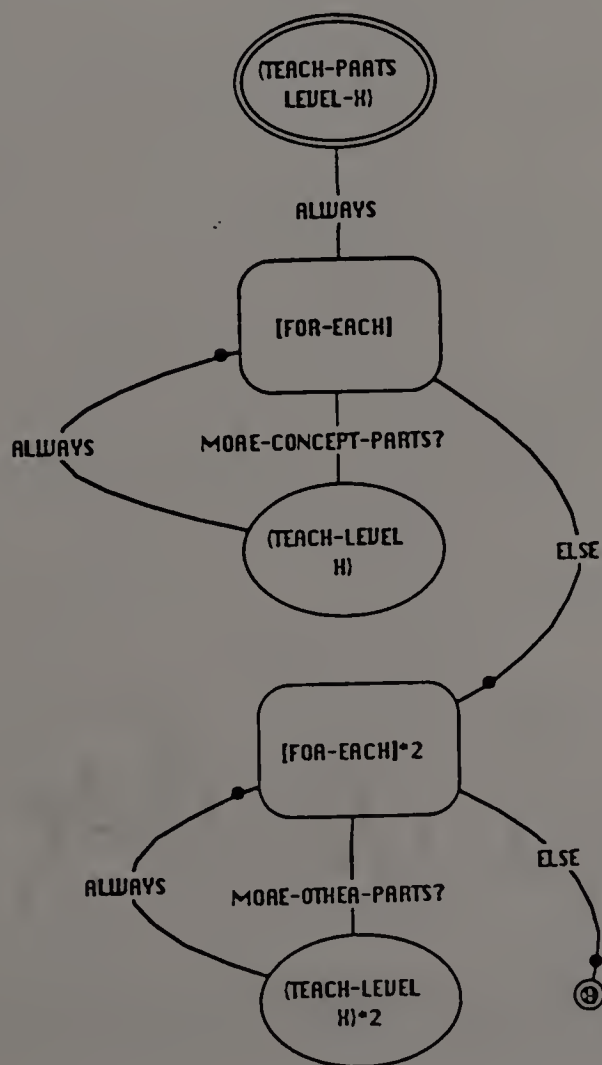 (TEACH-PARTS
LEVEL-X)
ALWAYS
[FOR-EACH]
ALWAYS
MORE-CONCEPT-PARTS?
(TEACH-LEVEL
X)
ELSE
[FOR-EACH]*2
ALWAYS
MORE-OTHER-PARTS?
ELSE
(TEACH-LEVEL
X)*2